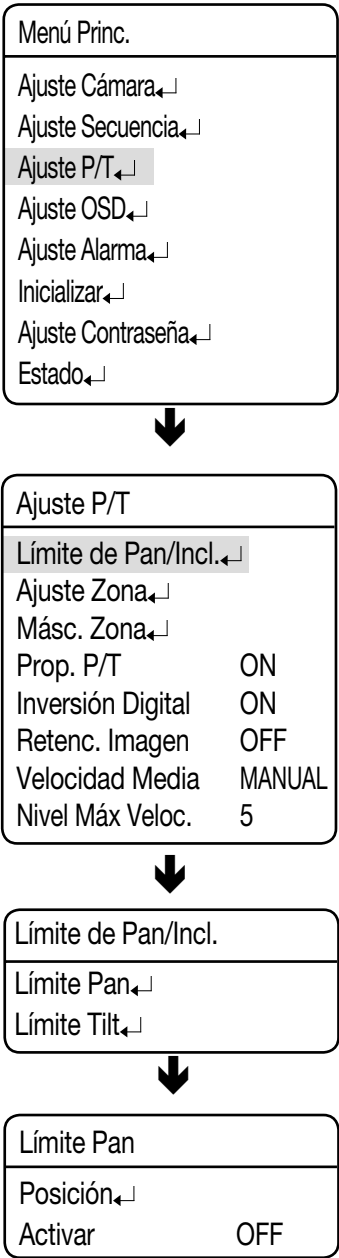 Menú Princ.
Ajuste Cámara↵
Ajuste Secuencia↵
Ajuste P/T↵
Ajuste OSD↵
Ajuste Alarma↵
Inicializar↵
Ajuste Contraseña↵
Estado↵
Ajuste P/T
Límite de Pan/Incl.↵
Ajuste Zona↵
Másc. Zona↵
Prop. P/T ON
Inversión Digital ON
Retenc. Imagen OFF
Velocidad Media MANUAL
Nivel Máx Veloc. 5
Límite de Pan/Incl.
Límite Pan↵
Límite Tilt↵
Límite Pan
Posición↵
Activar OFF